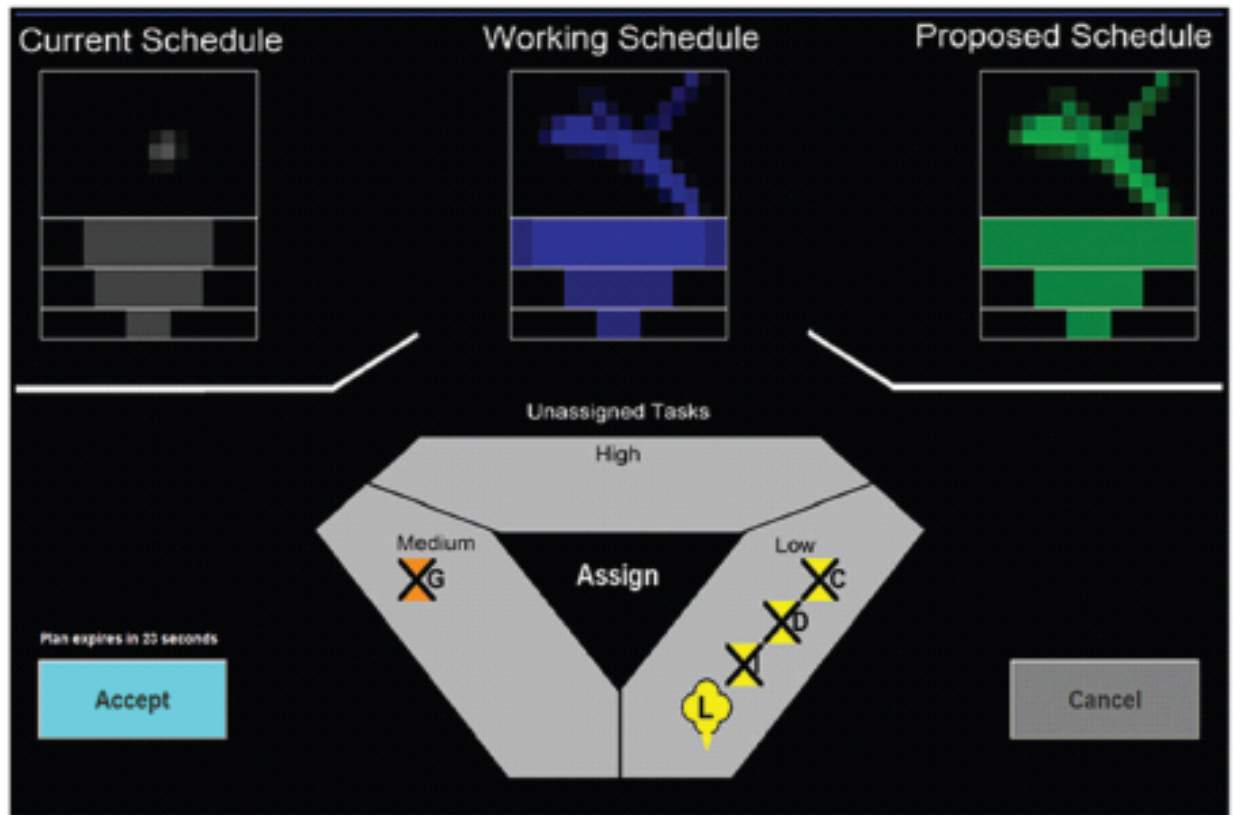 Current Schedule
Working Schedule
Proposed Schedule
Unassigned Tasks
High
Medium
Low
G
Assign
C
D
I
L
Plan expires in 23 seconds
Accept
Cancel